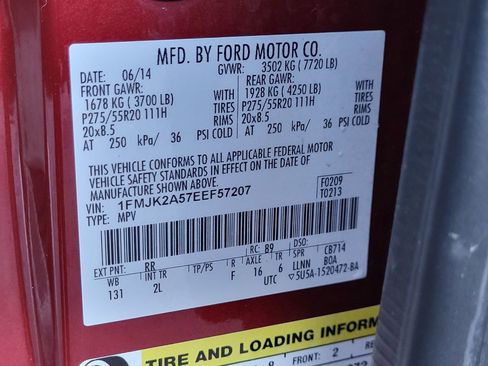 MFD. BY FORD MOTOR CO.
DATE: 06/14 GVWR: 3502 KG ( 7720 LB)
FRONT GAWR: REAR GAWR:
1678 KG ( 3700 LB) WITH 1928 KG ( 4250 LB) WITH
P275/55R20 111H TIRES P275/55R20 111H TIRES
20x8.5 RIMS 20x8.5 RIMS
AT 250 kPa/ 36 PSI COLD AT 250 kPa/ 36 PSI COLD
THIS VEHICLE CONFORMS TO ALL APPLICABLE FEDERAL MOTOR
VEHICLE SAFETY STANDARDS IN EFFECT ON THE DATE OF
MANUFACTURE SHOWN ABOVE.
VIN: 1FMJK2A57EEF57207 F0209
TYPE: MPV T0213
EXT PNT: RR RC: 89 DSO:
WB INT TR TP/PS R AXLE TR CB714
131 2L F 16 6 LLNN BOA
UTC 5U5A-1520472-BA
TIRE AND LOADING INFORM
8 FRONT: 2